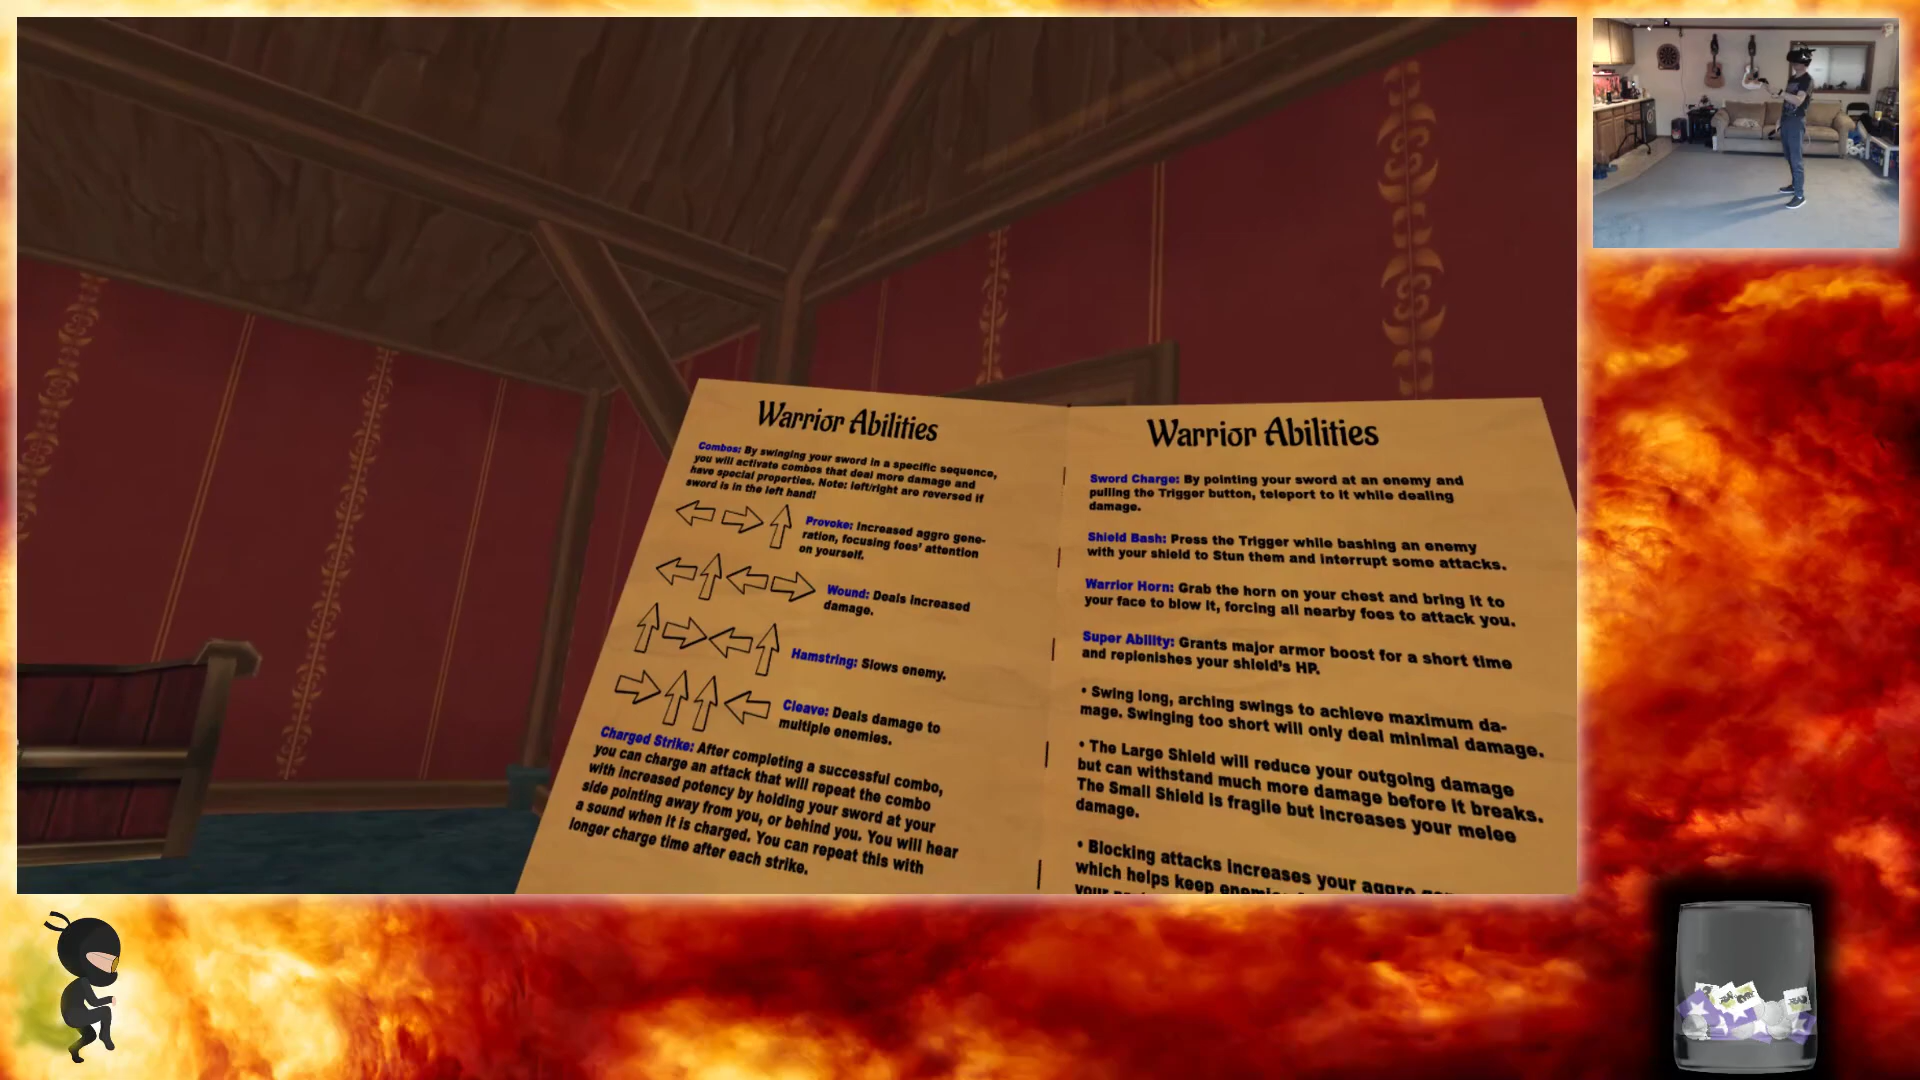 Warrior Abilities
Combos: By swinging your sword in a specific sequence,
you will activate combos that deal more damage and
have special properties. Note: left/right are reversed if
sword is in the left hand!
Provoke: Increased aggro gene-
ration, focusing foes' attention
on yourself.
Wound: Deals increased
damage.
Hamstring: Slows enemy.
Cleave: Deals damage to
multiple enemies.
Charged Strike: After completing a successful combo,
you can charge an attack that will repeat the combo
with increased potency by holding your sword at your
side pointing away from you, or behind you. You will hear
a sound when it is charged. You can repeat this with
longer charge time after each strike.
Warrior Abilities
Sword Charge: By pointing your sword at an enemy and
pulling the Trigger button, teleport to it while dealing
damage.
Shield Bash: Press the Trigger while bashing an enemy
with your shield to Stun them and interrupt some attacks.
Warrior Horn: Grab the horn on your chest and bring it to
your face to blow it, forcing all nearby foes to attack you.
Super Ability: Grants major armor boost for a short time
and replenishes your shield's HP.
• Swing long, arching swings to achieve maximum da-
mage. Swinging too short will only deal minimal damage.
• The Large Shield will reduce your outgoing damage
but can withstand much more damage before it breaks.
The Small Shield is fragile but increases your melee
damage.
• Blocking attacks increases your aggro
which helps keep
your